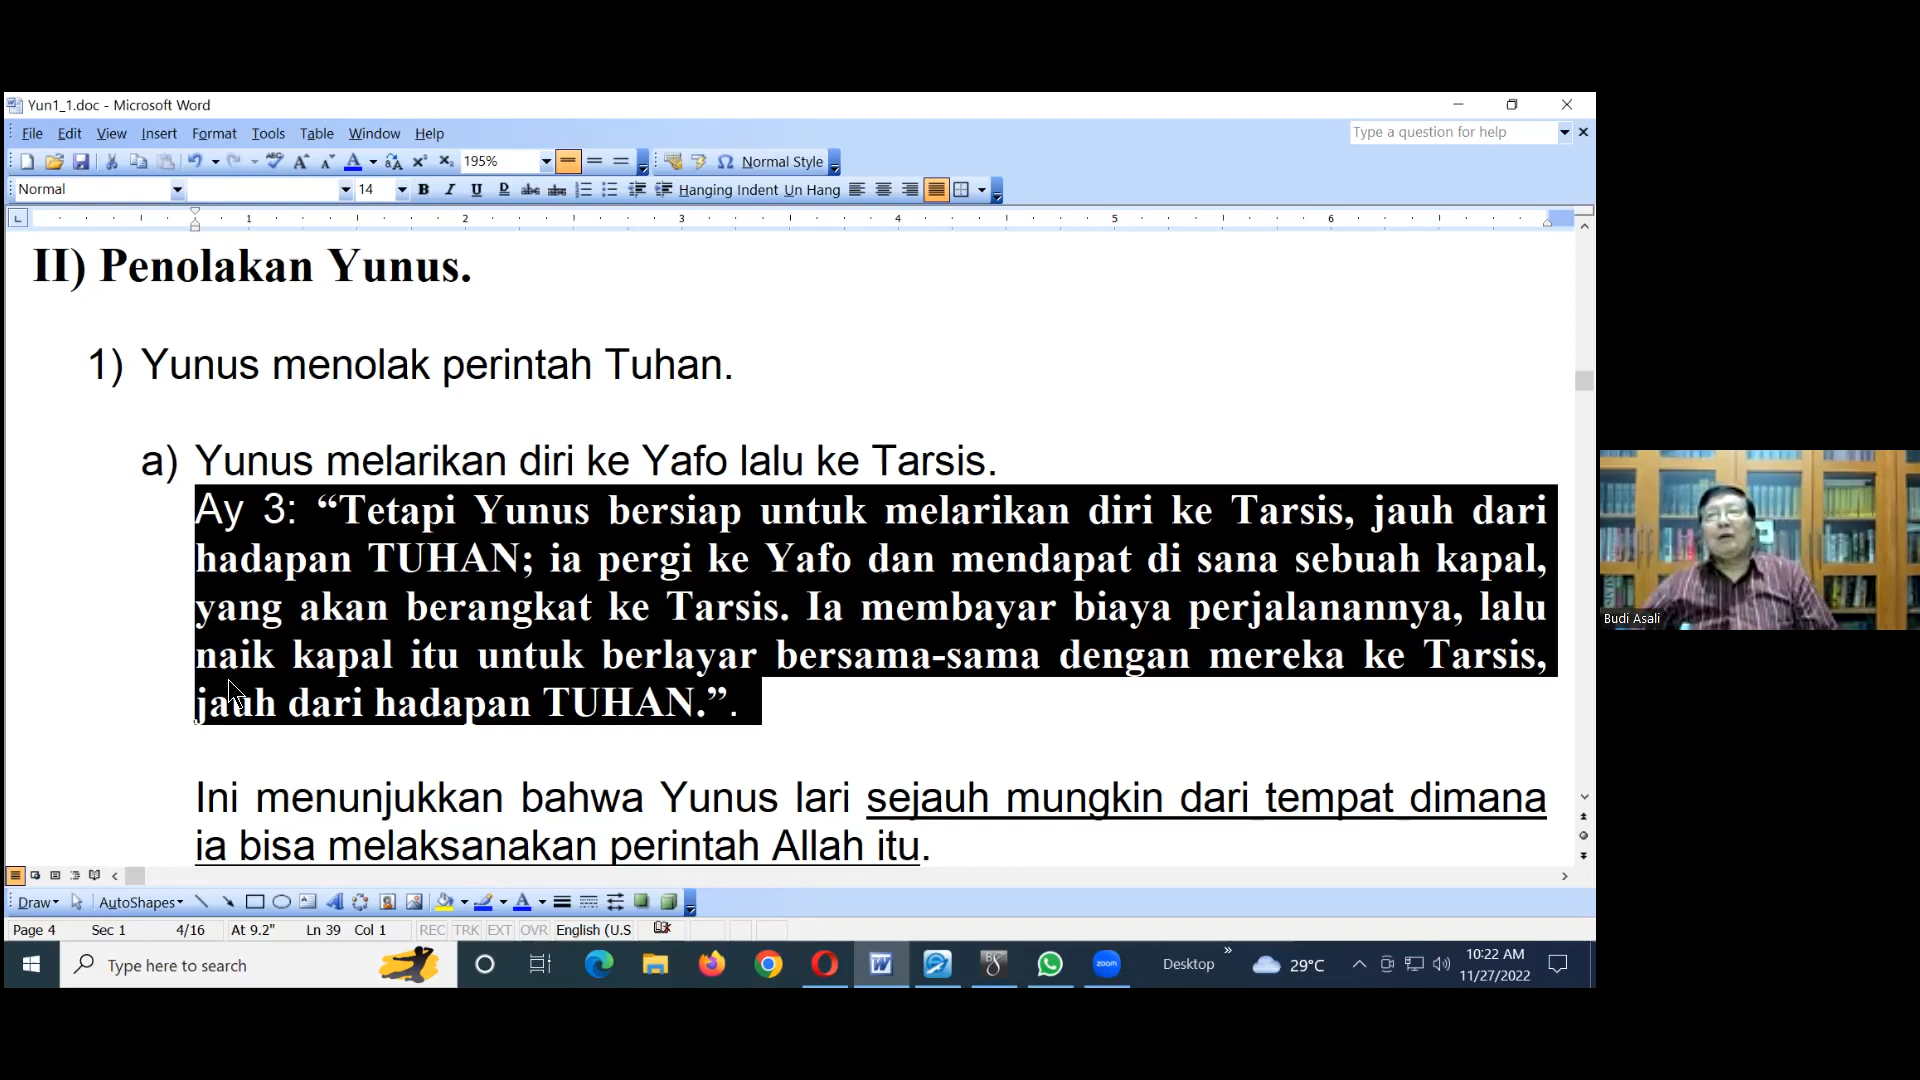 Yun1_1.doc - Microsoft Word
File Edit View Insert Format Tools Table Window Help
Type a question for help
195%
Normal Style
Normal
14
Hanging Indent Un Hang
1 2 3 4 5 6
II) Penolakan Yunus.
1) Yunus menolak perintah Tuhan.
a) Yunus melarikan diri ke Yafo lalu ke Tarsis.
Ay 3: “Tetapi Yunus bersiap untuk melarikan diri ke Tarsis, jauh dari
hadapan TUHAN; ia pergi ke Yafo dan mendapat di sana sebuah kapal,
yang akan berangkat ke Tarsis. Ia membayar biaya perjalanannya, lalu
naik kapal itu untuk berlayar bersama-sama dengan mereka ke Tarsis,
jauh dari hadapan TUHAN.”.
Ini menunjukkan bahwa Yunus lari sejauh mungkin dari tempat dimana
ia bisa melaksanakan perintah Allah itu.
Budi Asali
Draw AutoShapes
Page 4 Sec 1 4/16 At 9.2" Ln 39 Col 1 REC TRK EXT OVR English (U.S
Type here to search
zoom
Desktop
29°C
10:22 AM
11/27/2022